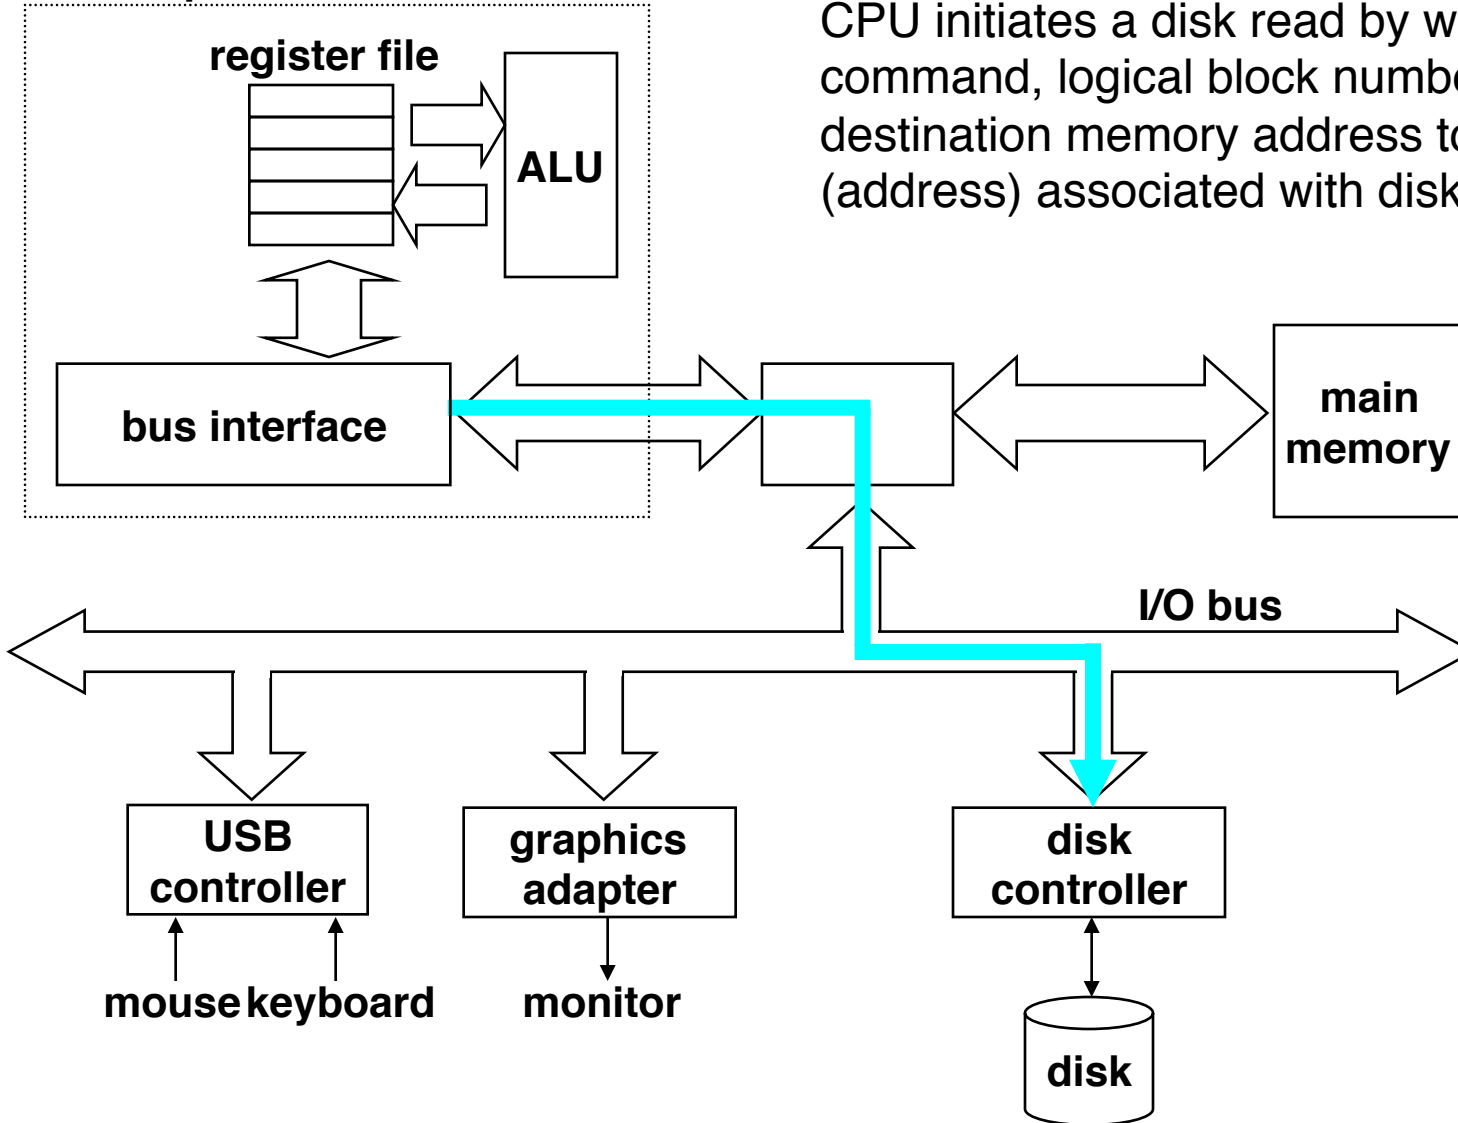 CPU initiates a disk read by
command, logical block
destination memory address
(address) associated with disk
register file
ALU
bus interface
main
memory
I/O bus
USB
controller
graphics
adapter
disk
controller
mouse keyboard
monitor
disk